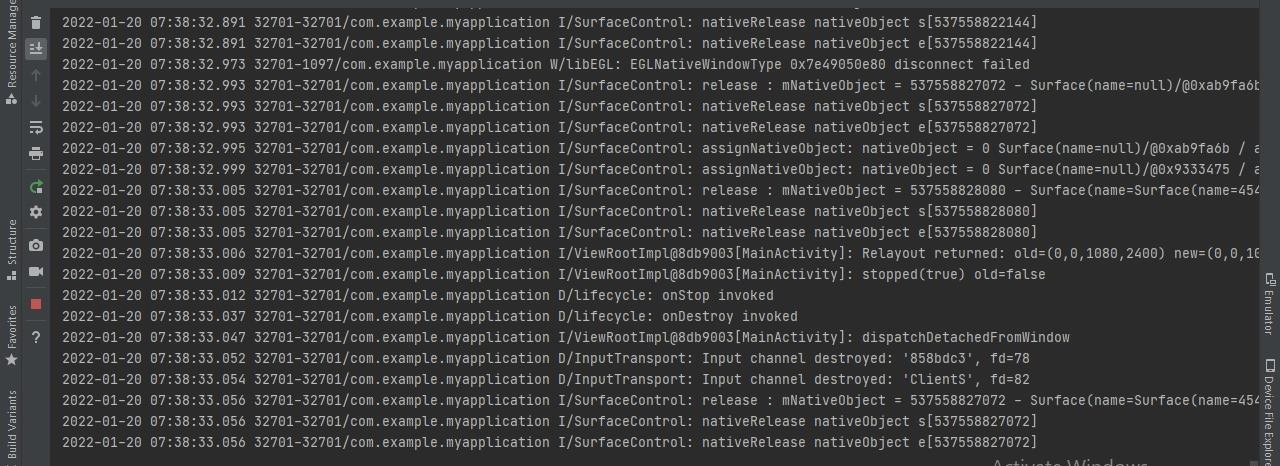 2022-01-20 07:38:32.891 32701-32701/com.example.myapplication I/SurfaceControl: nativeRelease nativeObject s[537558822144]
2022-01-20 07:38:32.891 32701-32701/com.example.myapplication I/SurfaceControl: nativeRelease nativeObject e[537558822144]
2022-01-20 07:38:32.973 32701-1097/com.example.myapplication W/libEGL: EGLNativeWindowType 0x7e49050e80 disconnect failed
2022-01-20 07:38:32.993 32701-32701/com.example.myapplication I/SurfaceControl: release : mNativeObject = 537558827072 - Surface(name=null)/@0xab9fa6b
2022-01-20 07:38:32.993 32701-32701/com.example.myapplication I/SurfaceControl: nativeRelease nativeObject s[537558827072]
2022-01-20 07:38:32.993 32701-32701/com.example.myapplication I/SurfaceControl: nativeRelease nativeObject e[537558827072]
2022-01-20 07:38:32.995 32701-32701/com.example.myapplication I/SurfaceControl: assignNativeObject: nativeObject = 0 Surface(name=null)/@0xab9fa6b / a
2022-01-20 07:38:32.999 32701-32701/com.example.myapplication I/SurfaceControl: assignNativeObject: nativeObject = 0 Surface(name=null)/@0x9333475 / a
2022-01-20 07:38:33.005 32701-32701/com.example.myapplication I/SurfaceControl: release : mNativeObject = 537558828080 - Surface(name=Surface(name=454
2022-01-20 07:38:33.005 32701-32701/com.example.myapplication I/SurfaceControl: nativeRelease nativeObject s[537558828080]
2022-01-20 07:38:33.005 32701-32701/com.example.myapplication I/SurfaceControl: nativeRelease nativeObject e[537558828080]
2022-01-20 07:38:33.006 32701-32701/com.example.myapplication I/ViewRootImpl@8db9003[MainActivity]: Relayout returned: old=(0,0,1080,2400) new=(0,0,10
2022-01-20 07:38:33.009 32701-32701/com.example.myapplication I/ViewRootImpl@8db9003[MainActivity]: stopped(true) old=false
2022-01-20 07:38:33.012 32701-32701/com.example.myapplication D/lifecycle: onStop invoked
2022-01-20 07:38:33.037 32701-32701/com.example.myapplication D/lifecycle: onDestroy invoked
2022-01-20 07:38:33.047 32701-32701/com.example.myapplication I/ViewRootImpl@8db9003[MainActivity]: dispatchDetachedFromWindow
2022-01-20 07:38:33.052 32701-32701/com.example.myapplication D/InputTransport: Input channel destroyed: '858bdc3', fd=78
2022-01-20 07:38:33.054 32701-32701/com.example.myapplication D/InputTransport: Input channel destroyed: 'ClientS', fd=82
2022-01-20 07:38:33.056 32701-32701/com.example.myapplication I/SurfaceControl: release : mNativeObject = 537558827072 - Surface(name=Surface(name=454
2022-01-20 07:38:33.056 32701-32701/com.example.myapplication I/SurfaceControl: nativeRelease nativeObject s[537558827072]
2022-01-20 07:38:33.056 32701-32701/com.example.myapplication I/SurfaceControl: nativeRelease nativeObject e[537558827072]
Resource Manage
Structure
Favorites
Build Variants
Emulator
Device File Explore
Activate Windows